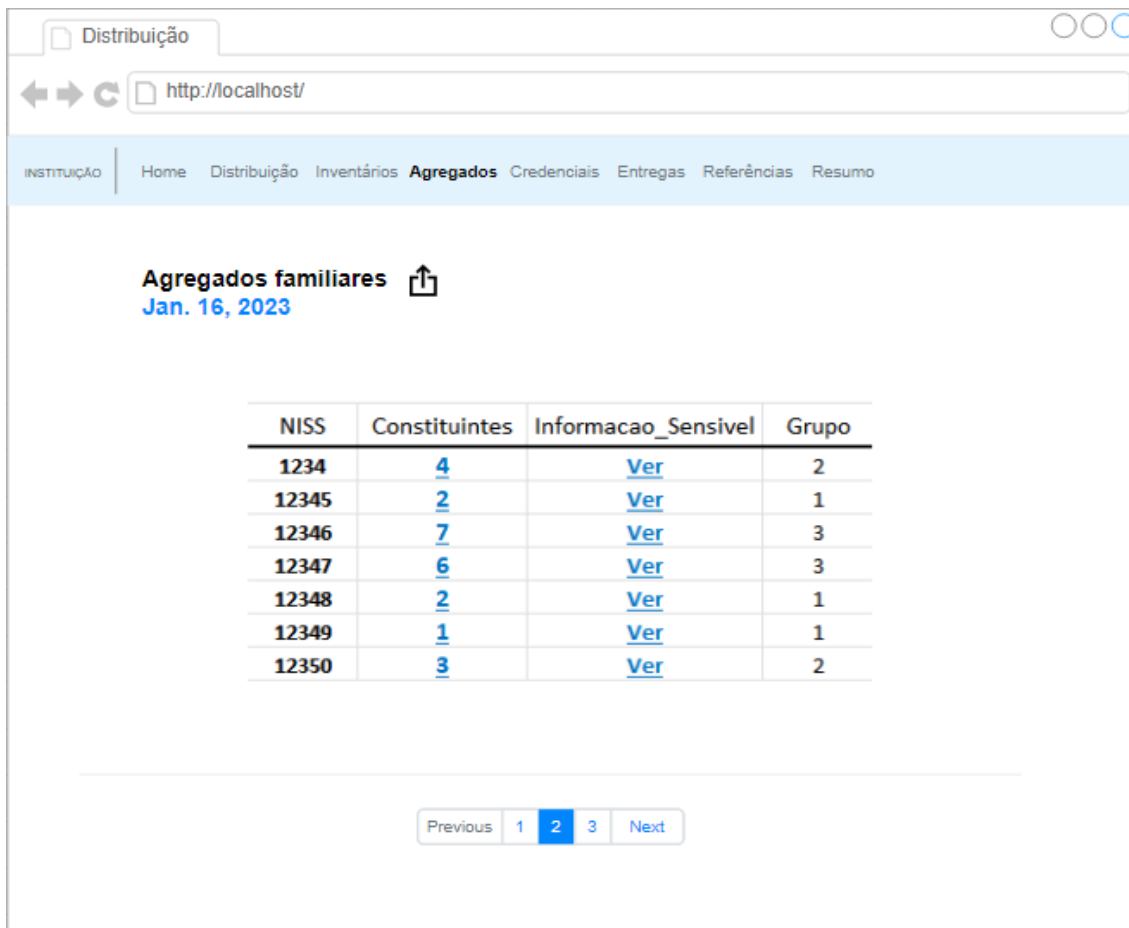 Distribuição
http://localhost/
INSTITUIÇÃO Home Distribuição Inventários Agregados Credenciais Entregas Referências Resumo
Agregados familiares
Jan. 16, 2023
NISS Constituintes Informacao_Sensivel Grupo
1234 4 Ver 2
12345 2 Ver 1
12346 7 Ver 3
12347 6 Ver 3
12348 2 Ver 1
12349 1 Ver 1
12350 3 Ver 2
Previous 1 2 3 Next